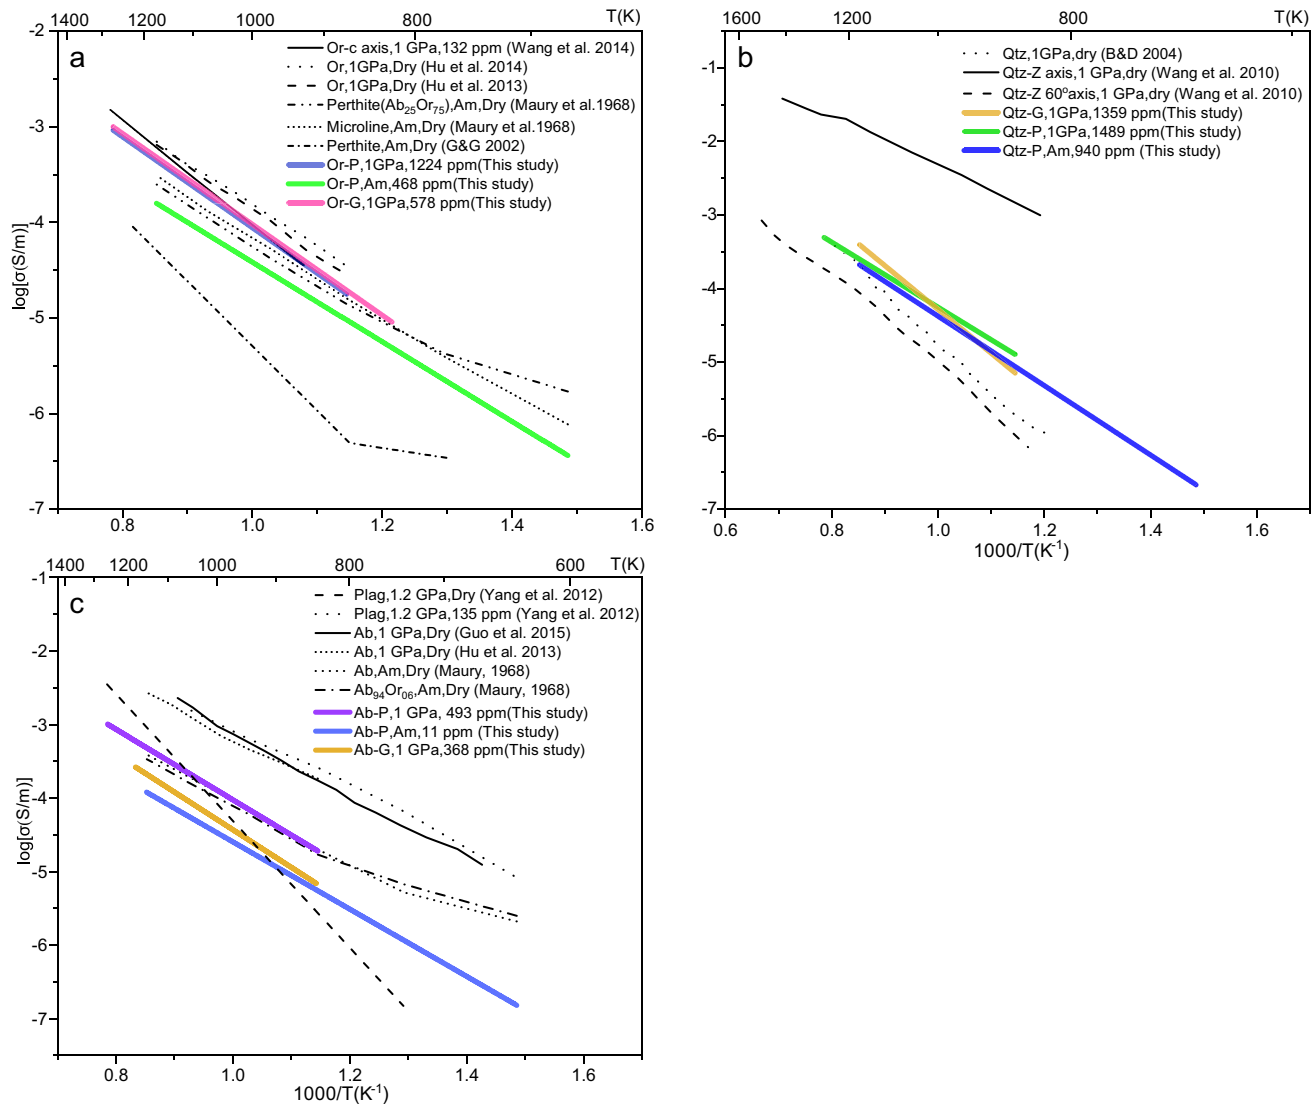 1400 1200 1000 800 T(K)
a
Or-c axis,1 GPa,132 ppm (Wang et al. 2014)
Or,1GPa,Dry (Hu et al. 2014)
Or,1GPa,Dry (Hu et al. 2013)
Perthite(Ab25Or75),Am,Dry (Maury et al.1968)
Microline,Am,Dry (Maury et al.1968)
Perthite,Am,Dry (G&G 2002)
Or-P,1GPa,1224 ppm(This study)
Or-P,Am,468 ppm(This study)
Or-G,1GPa,578 ppm(This study)
-2
-3
-4
-5
-6
-7
log[σ(S/m)]
0.8 1.0 1.2 1.4 1.6
1600 1200 800 T(K)
b
Qtz,1GPa,dry (B&D 2004)
Qtz-Z axis,1 GPa,dry (Wang et al. 2010)
Qtz-Z 60°axis,1 GPa,dry (Wang et al. 2010)
Qtz-G,1GPa,1359 ppm(This study)
Qtz-P,1GPa,1489 ppm(This study)
Qtz-P,Am,940 ppm (This study)
-1
-2
-3
-4
-5
-6
-7
0.6 0.8 1.0 1.2 1.4 1.6
1000/T(K-1)
1400 1200 1000 800 600 T(K)
c
Plag,1.2 GPa,Dry (Yang et al. 2012)
Plag,1.2 GPa,135 ppm (Yang et al. 2012)
Ab,1 GPa,Dry (Guo et al. 2015)
Ab,1 GPa,Dry (Hu et al. 2013)
Ab,Am,Dry (Maury, 1968)
Ab94Or06,Am,Dry (Maury, 1968)
Ab-P,1 GPa, 493 ppm(This study)
Ab-P,Am,11 ppm (This study)
Ab-G,1 GPa,368 ppm(This study)
-1
-2
-3
-4
-5
-6
-7
log[σ(S/m)]
0.8 1.0 1.2 1.4 1.6
1000/T(K-1)